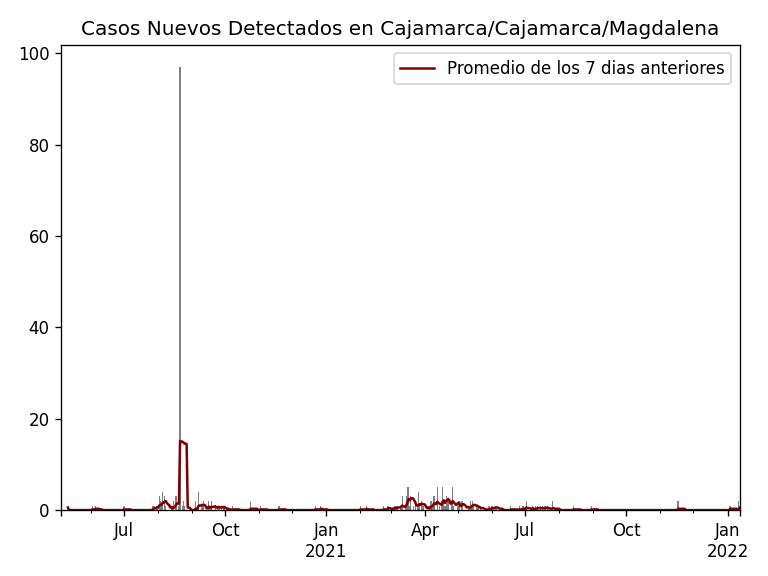 Casos Nuevos Detectados en Cajamarca/Cajamarca/Magdalena
Promedio de los 7 dias anteriores
100
80
60
40
20
0
Jul
Oct
Jan
2021
Apr
Jul
Oct
Jan
2022